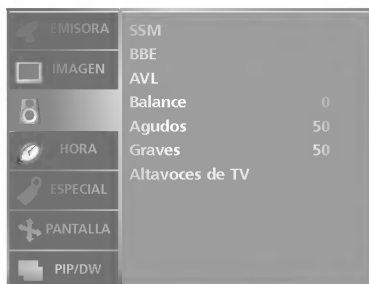 EMISORA
IMAGEN
HORA
ESPECIAL
PANTALLA
PIP/DW
SSM
BBE
AVL
Balance 0
Agudos 50
Graves 50
Altavoces de TV